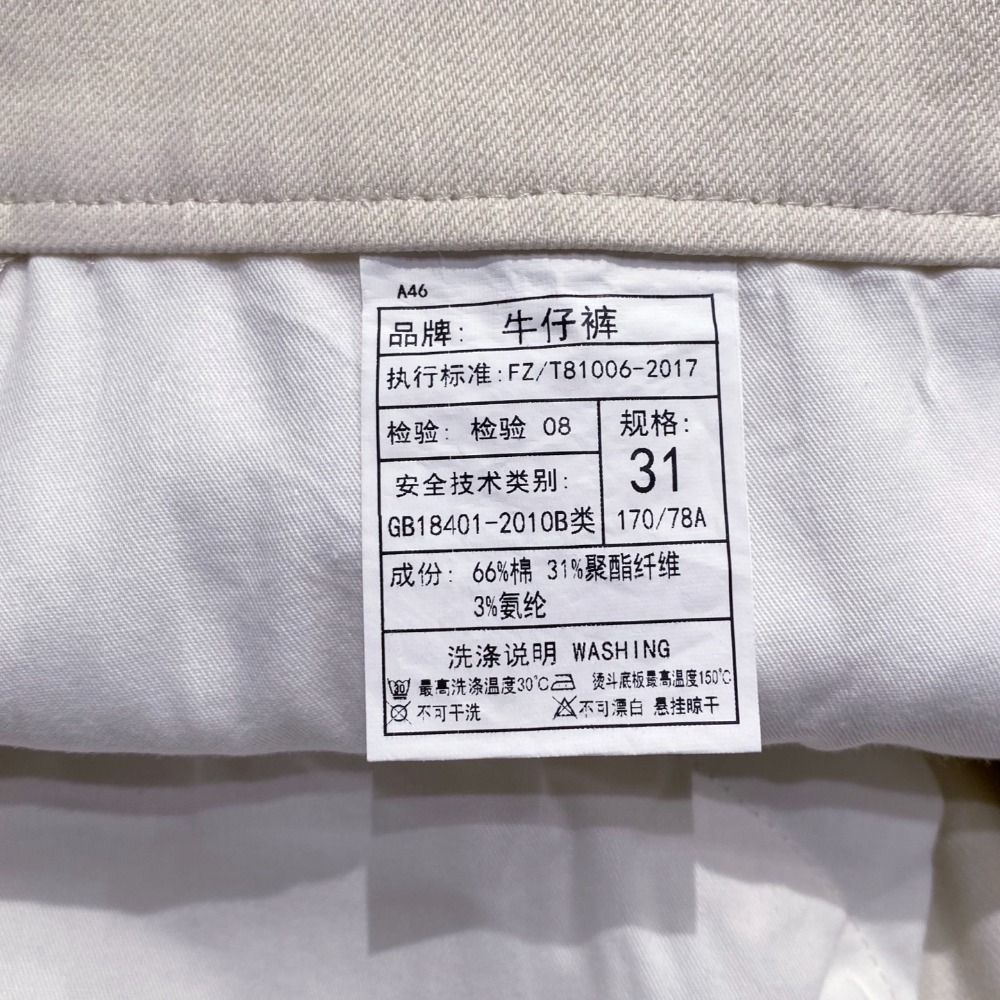 A46
品牌: 牛仔裤
执行标准:FZ/T81006-2017
检验: 检验 08
规格:
31
170/78A
安全技术类别:
GB18401-2010B类
成份: 66%棉 31%聚酯纤维
3%氨纶
洗涤说明 WASHING
30 最高洗涤温度30℃ 烫斗底板最高温度150℃
不可干洗 不可漂白 悬挂晾干